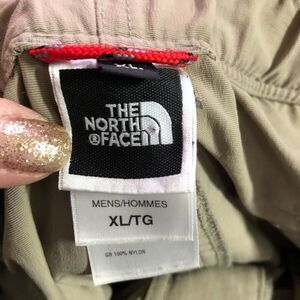 THE
NORTH
®FACE
MENS/HOMMES
XL/TG
GB 100% NYLON